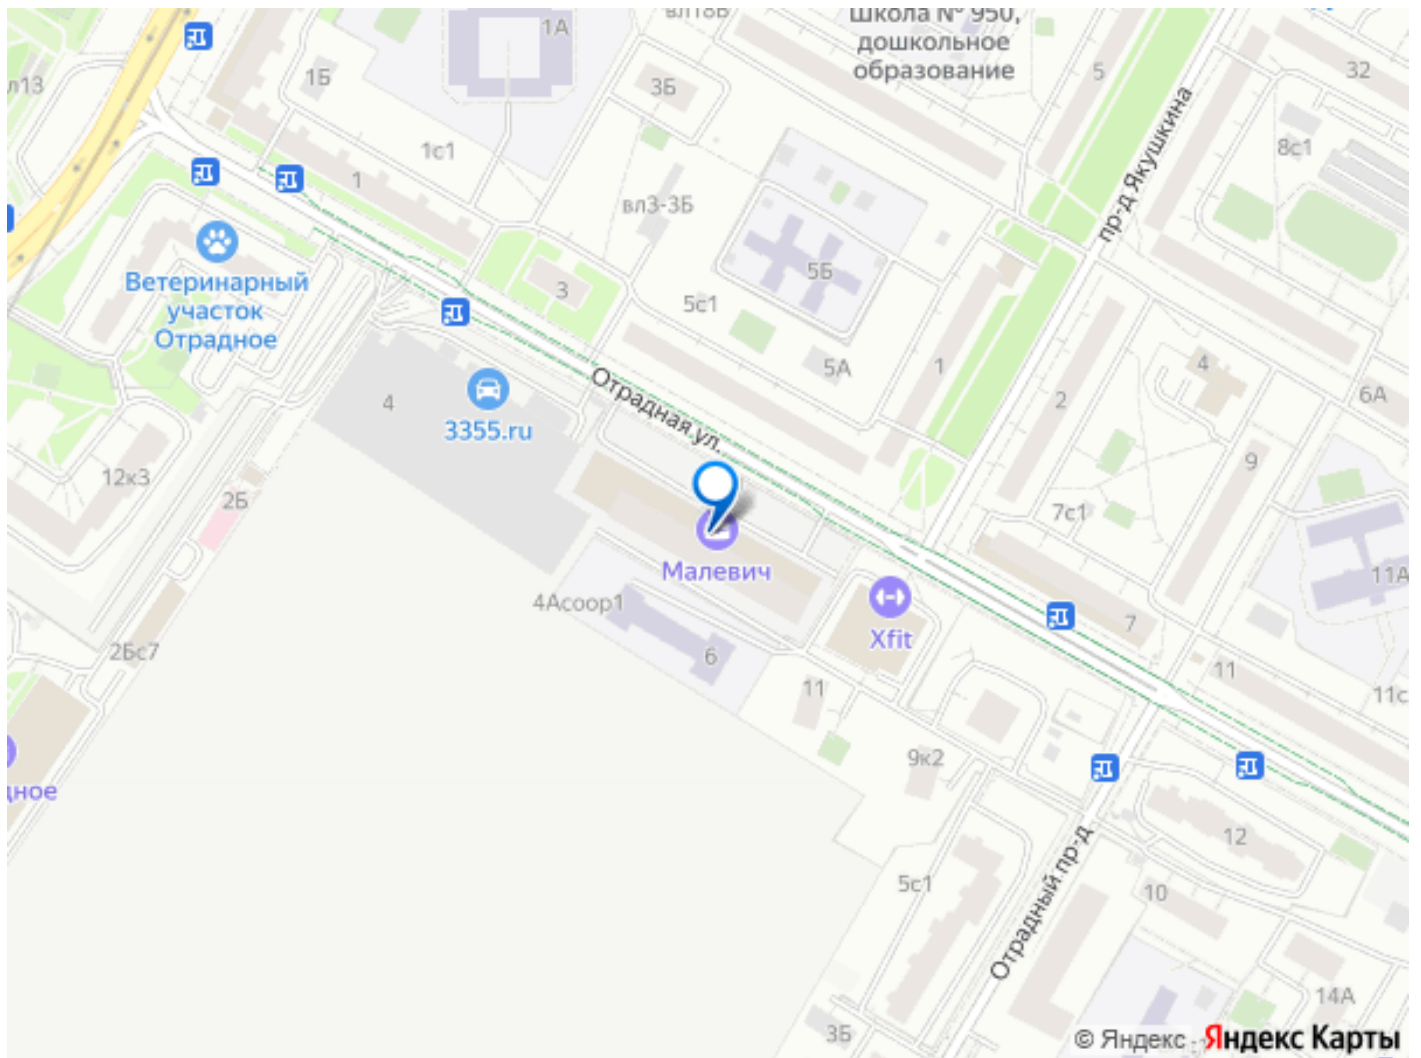 1А
Школа № 950,
дошкольное
образование
5
32
1Б
3Б
1с1
8с1
1
пр-д Якушкина
вл3-3Б
Ветеринарный
участок
Отрадное
5Б
3
5с1
5А
1
4
2
6А
4
3355.ru
Отрадная ул.
12к3
2Б
9
7с1
Малевич
11А
4Асоор1
Xfit
7
2Бс7
6
11
11
9к2
12
5с1
10
Отрадный пр-д
14А
3Б
© Яндекс
Яндекс Карты